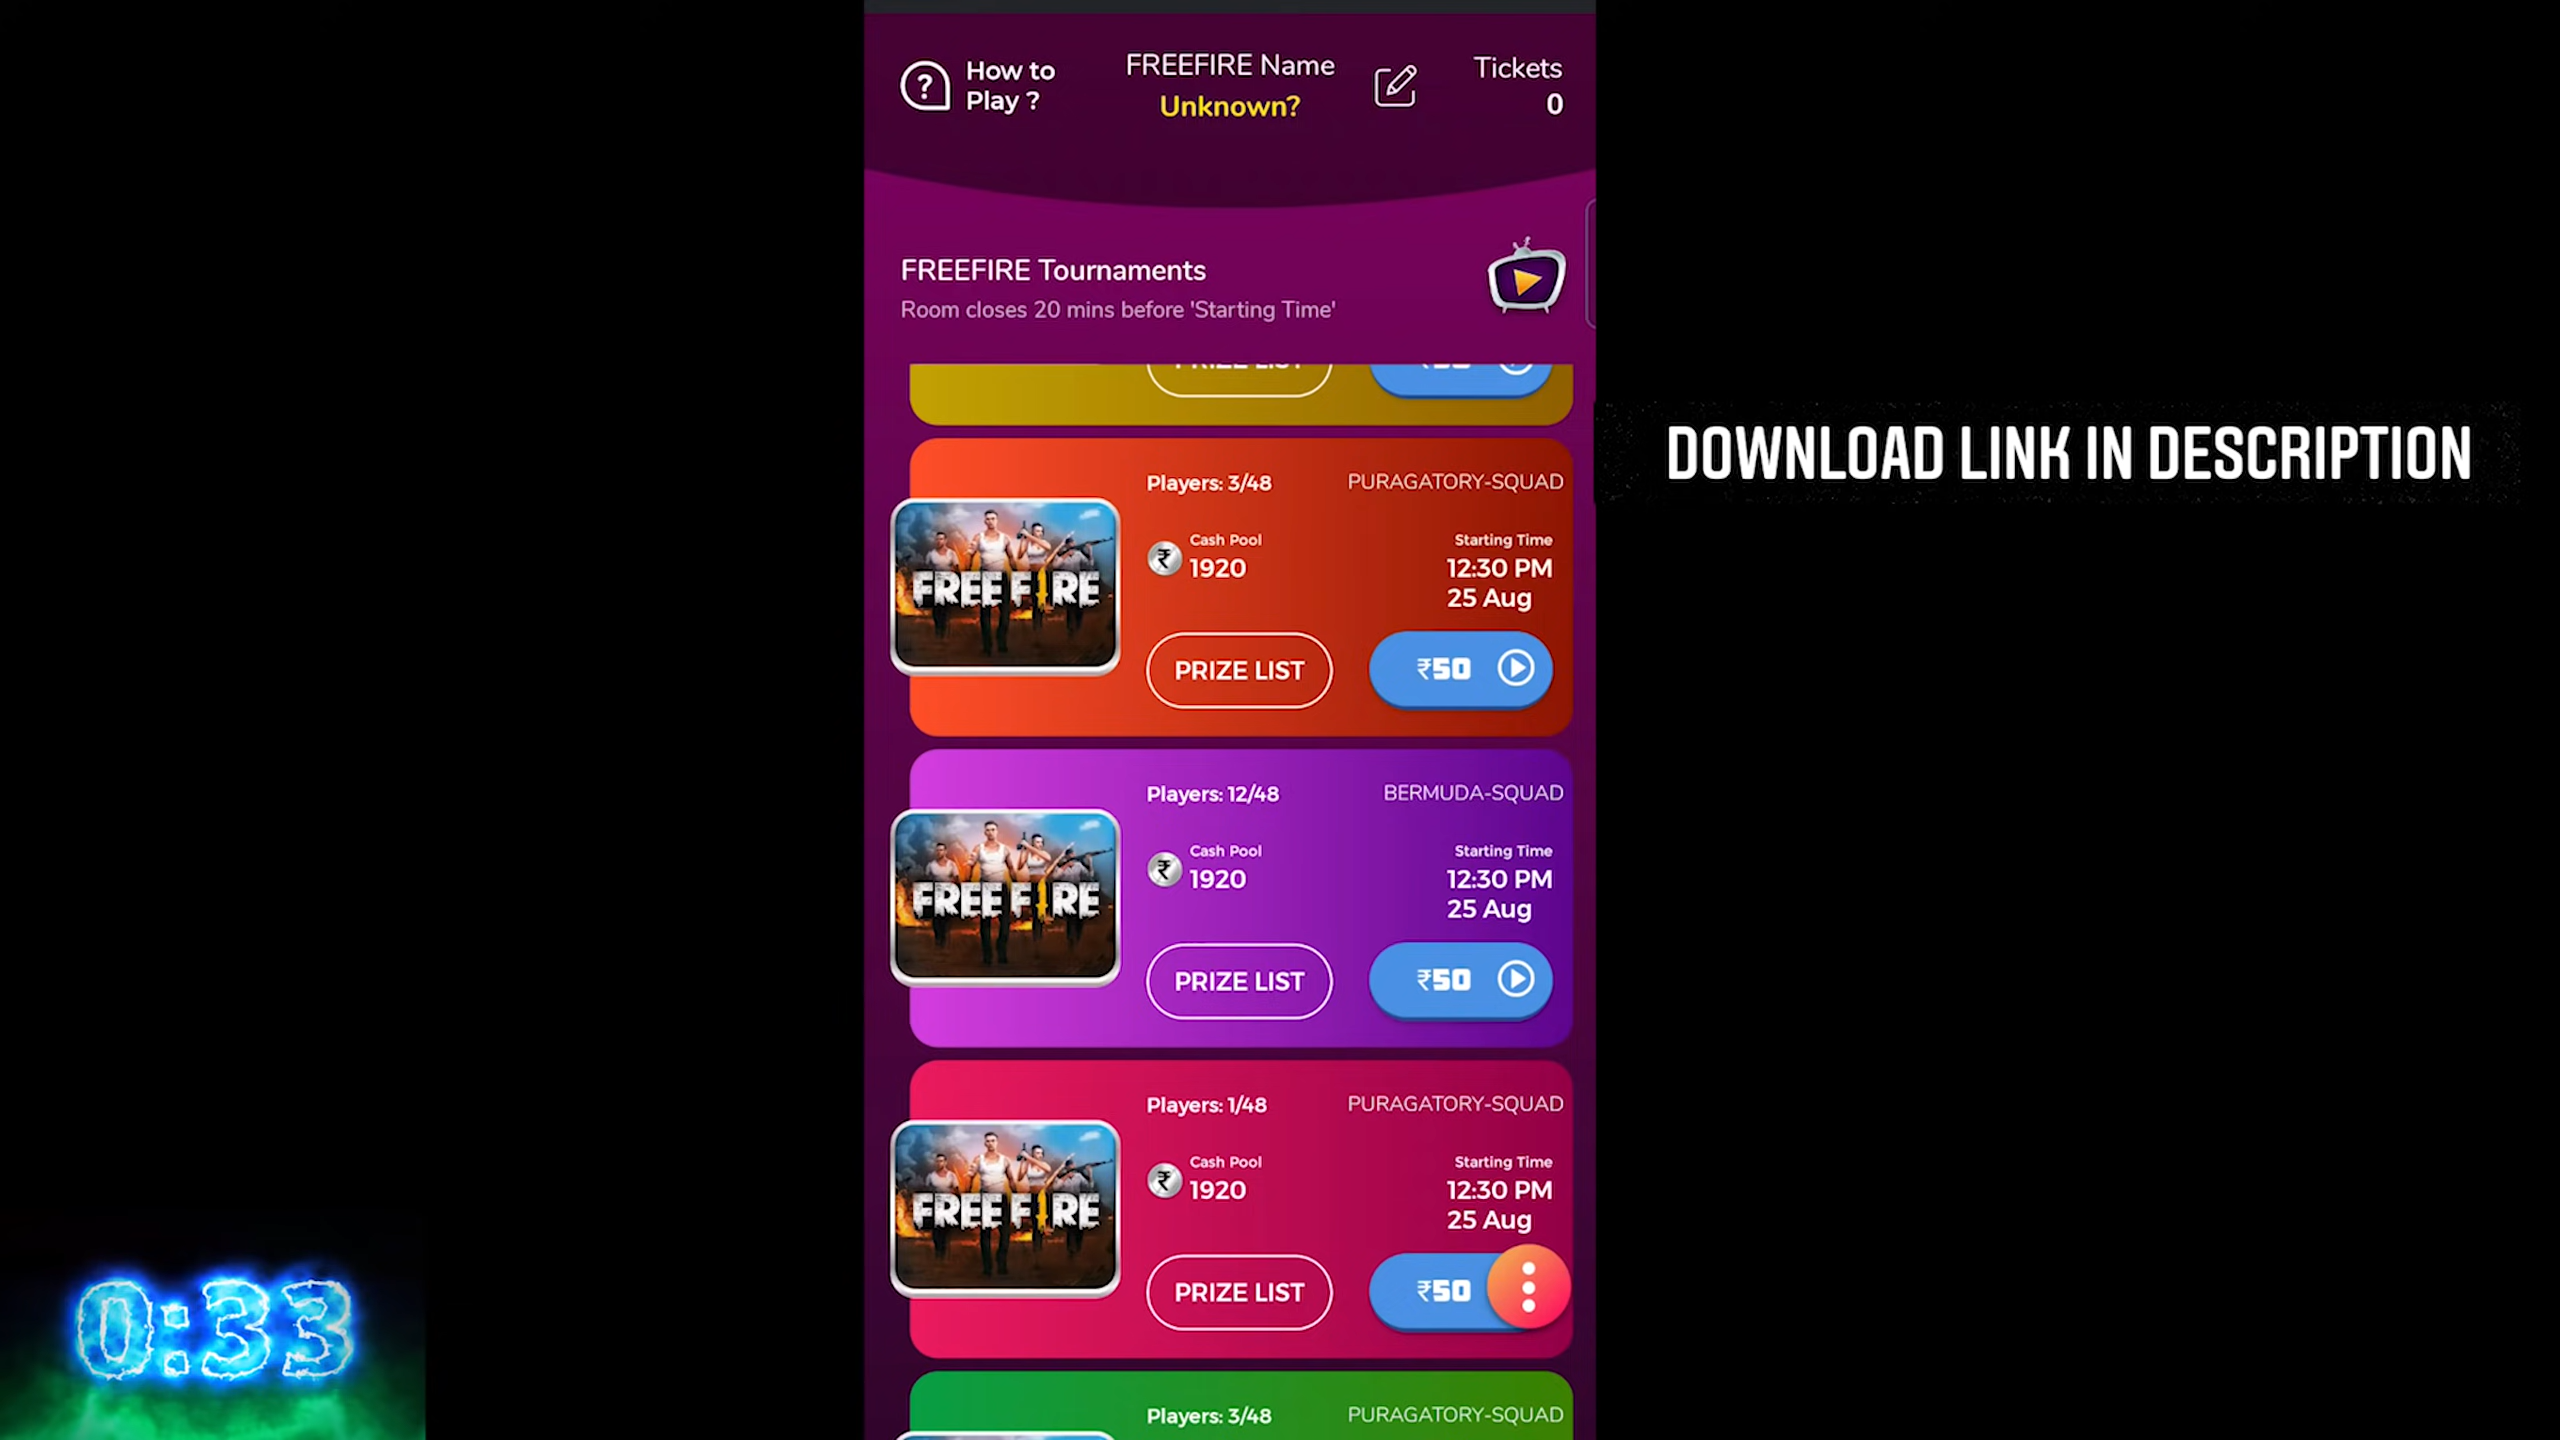 How to
Play ?
FREEFIRE Name
Unknown?
Tickets
0
FREEFIRE Tournaments
Room closes 20 mins before 'Starting Time'
PRIZE LIST
DOWNLOAD LINK IN DESCRIPTION
Players: 3/48
PURAGATORY-SQUAD
Cash Pool
1920
Starting Time
12:30 PM
25 Aug
FREE FIRE
PRIZE LIST
₹50
Players: 12/48
BERMUDA-SQUAD
Cash Pool
1920
Starting Time
12:30 PM
25 Aug
FREE FIRE
PRIZE LIST
₹50
Players: 1/48
PURAGATORY-SQUAD
Cash Pool
1920
Starting Time
12:30 PM
25 Aug
FREE FIRE
PRIZE LIST
₹50
0:33
Players: 3/48
PURAGATORY-SQUAD